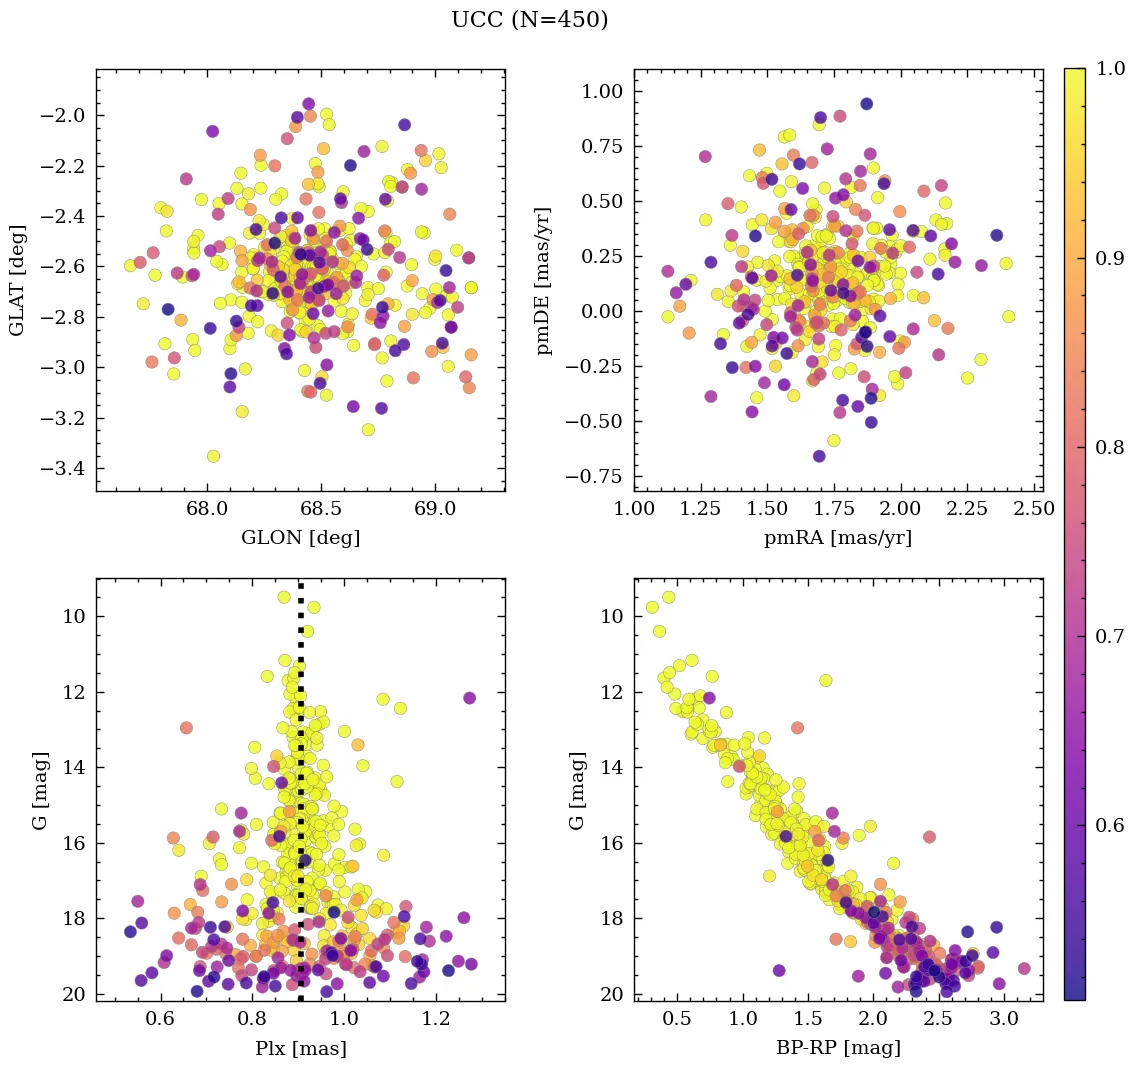 UCC (N=450)
−2.0
−2.2
−2.4
−2.6
−2.8
−3.0
−3.2
−3.4
GLAT [deg]
68.0 68.5 69.0
GLON [deg]
1.00
0.75
0.50
0.25
0.00
−0.25
−0.50
−0.75
pmDE [mas/yr]
1.00 1.25 1.50 1.75 2.00 2.25 2.50
pmRA [mas/yr]
10
12
14
16
18
20
G [mag]
0.6 0.8 1.0 1.2
Plx [mas]
10
12
14
16
18
20
G [mag]
0.5 1.0 1.5 2.0 2.5 3.0
BP-RP [mag]
1.0
0.9
0.8
0.7
0.6